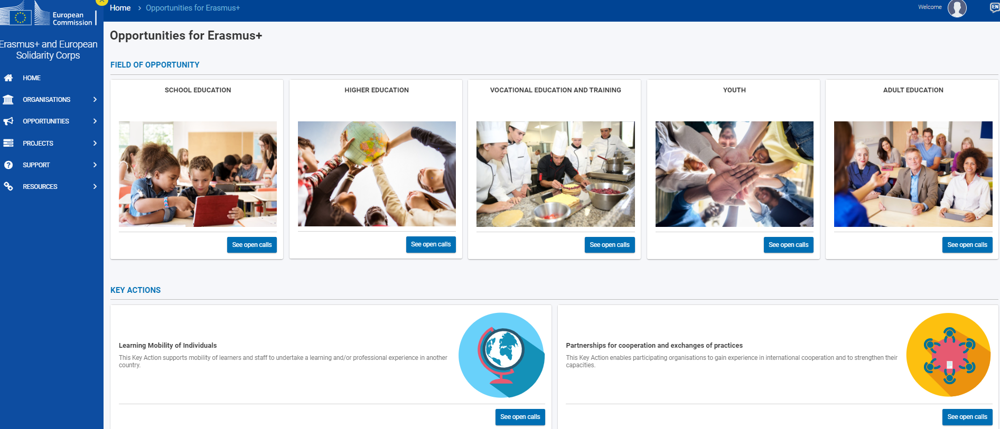 Home > Opportunities for Erasmus+
Welcome
EN
European
Commission
Erasmus+ and European
Solidarity Corps
HOME
ORGANISATIONS
OPPORTUNITIES
PROJECTS
SUPPORT
RESOURCES
Opportunities for Erasmus+
FIELD OF OPPORTUNITY
SCHOOL EDUCATION
See open calls
HIGHER EDUCATION
See open calls
VOCATIONAL EDUCATION AND TRAINING
See open calls
YOUTH
See open calls
ADULT EDUCATION
See open calls
KEY ACTIONS
Learning Mobility of Individuals
This Key Action supports mobility of learners and staff to undertake a learning and/or professional experience in another
country.
See open calls
Partnerships for cooperation and exchanges of practices
This Key Action enables participating organisations to gain experience in international cooperation and to strengthen their
capacities.
See open calls